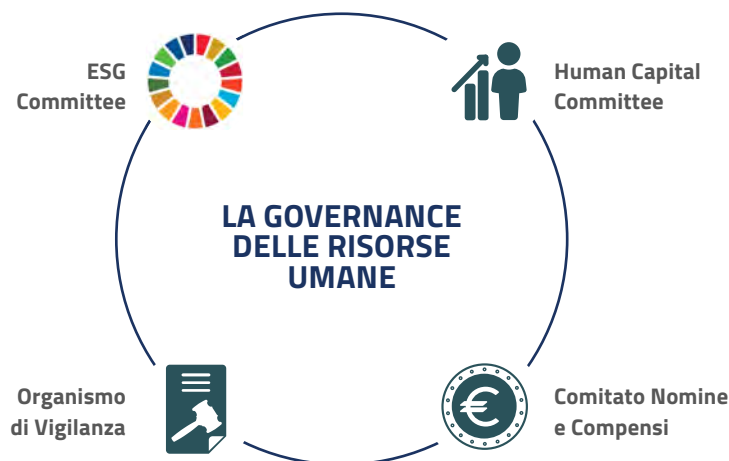 ESG
Committee
Human Capital
Committee
LA GOVERNANCE
DELLE RISORSE
UMANE
Organismo
di Vigilanza
€
Comitato Nomine
e Compensi